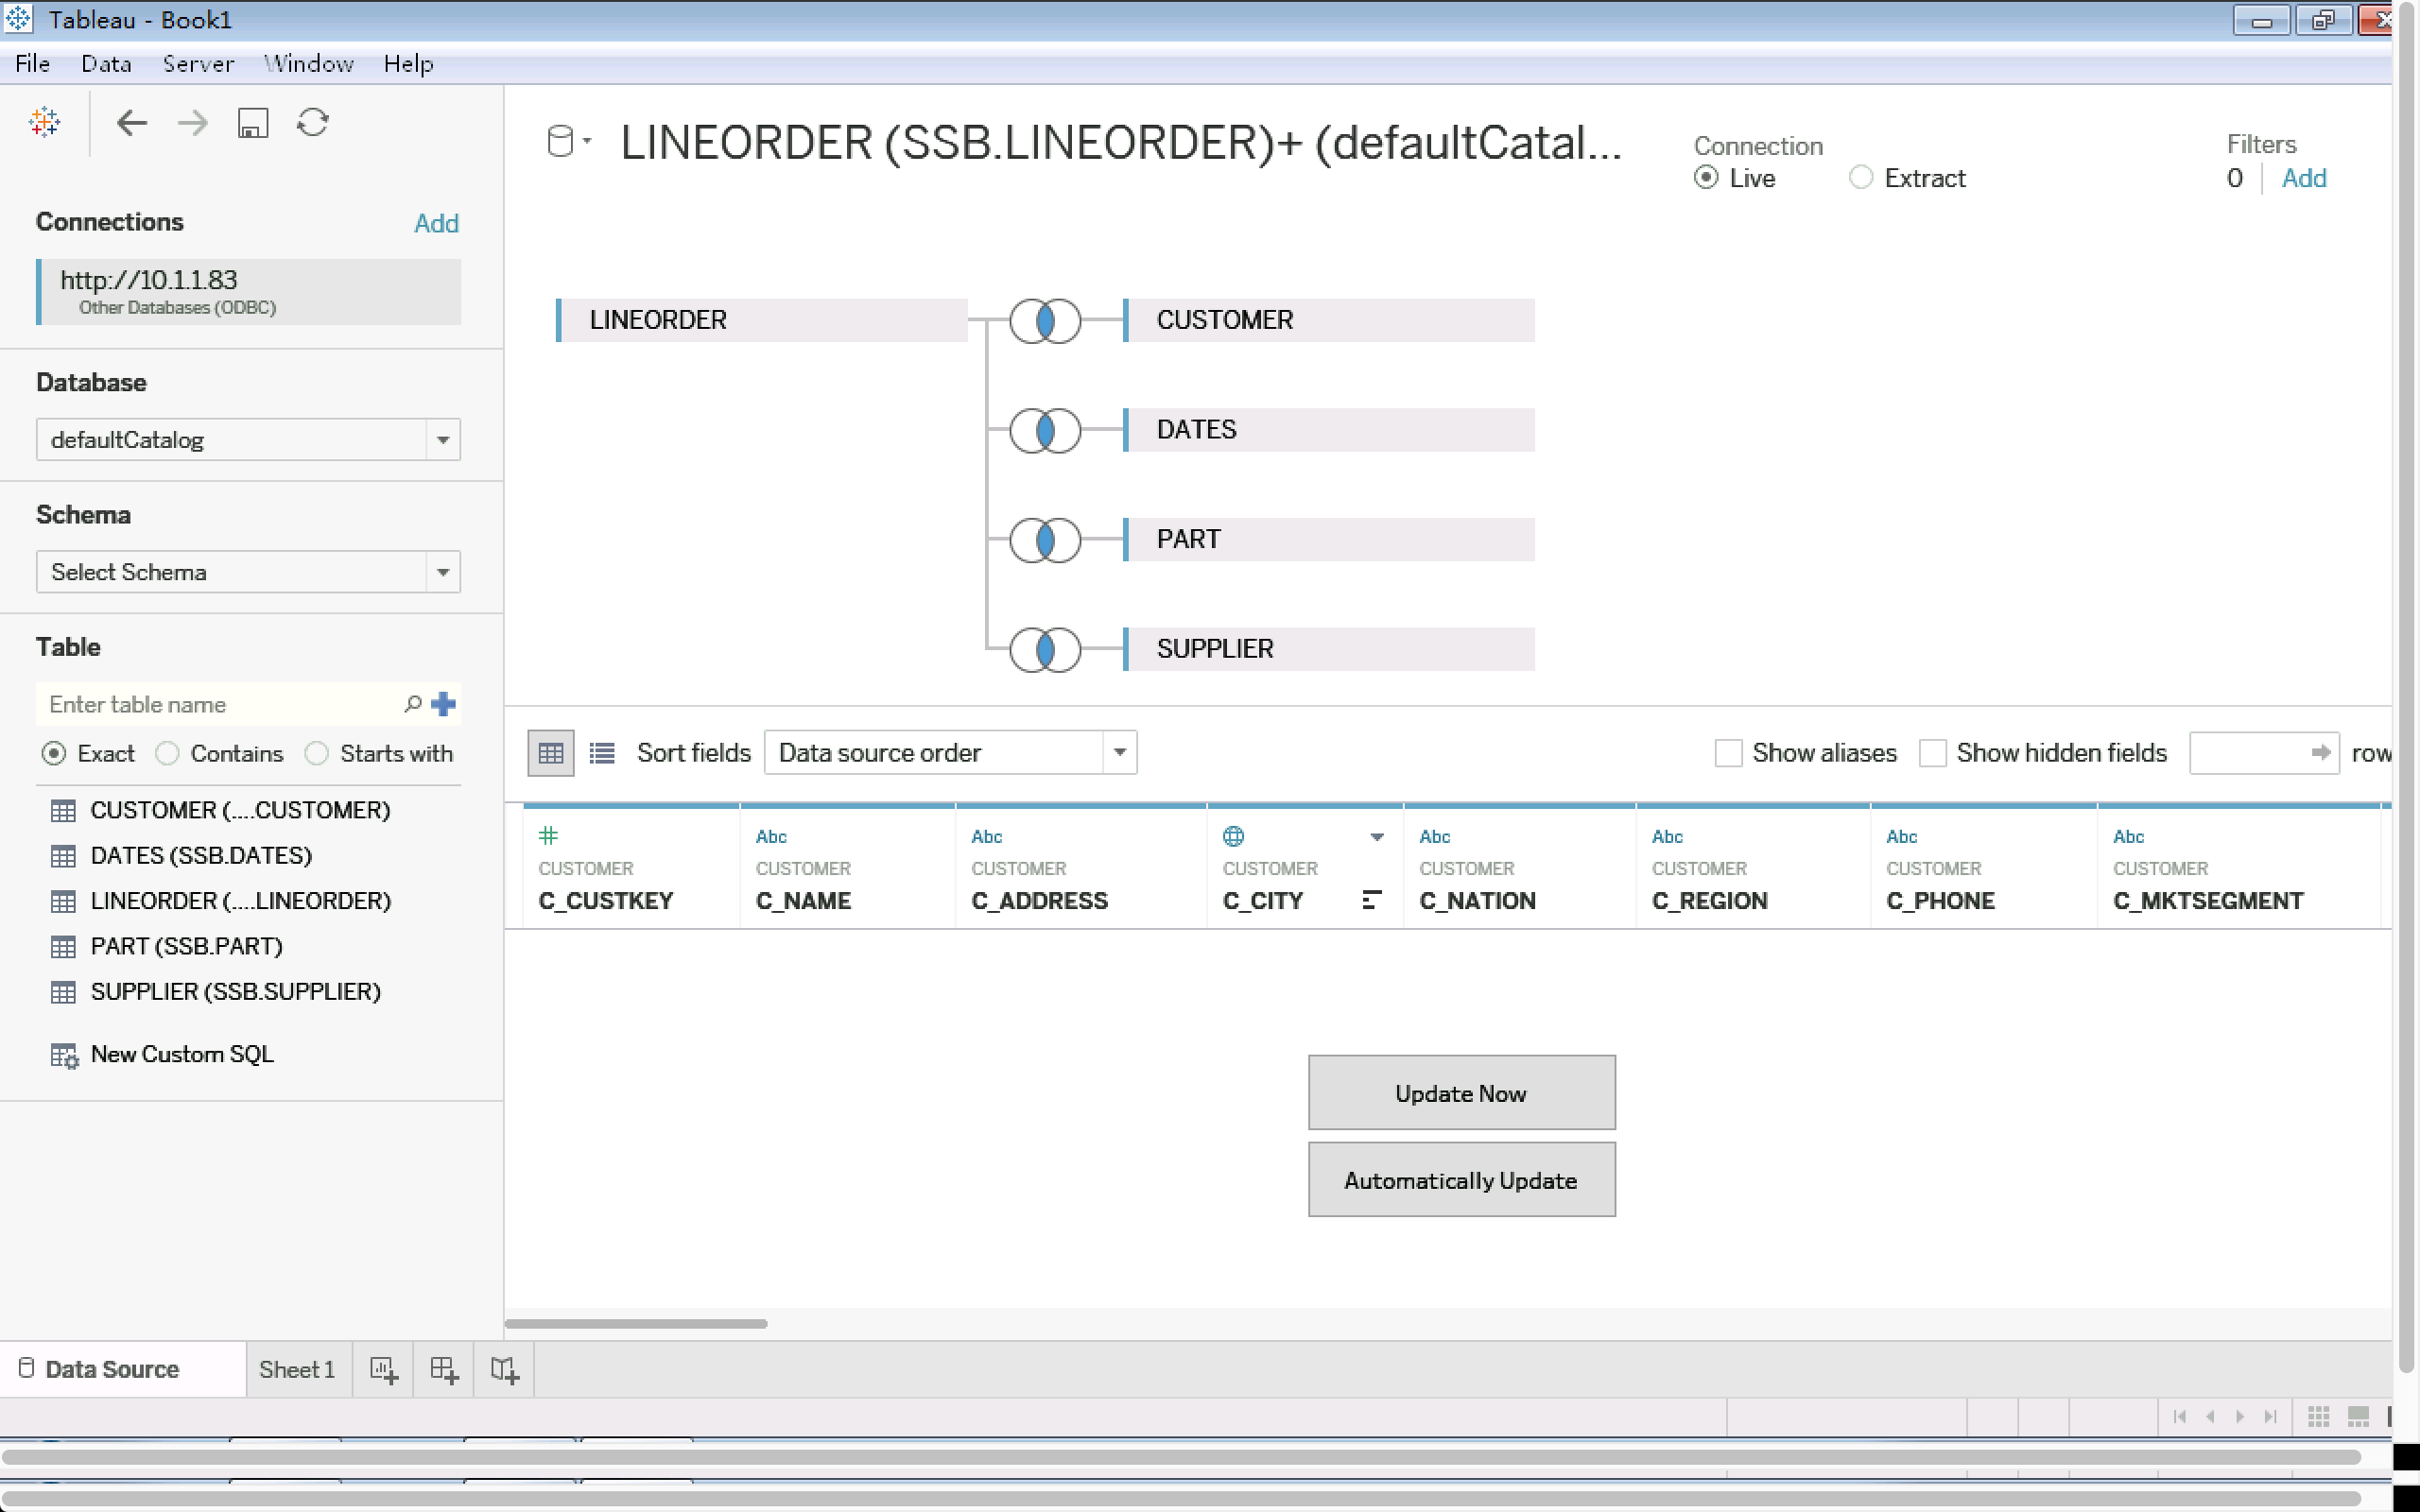 Tableau - Book1
File Data Server Window Help
LINEORDER (SSB.LINEORDER)+ (defaultCatal...
Connection
Live Extract
Filters
0 Add
Connections Add
http://10.1.1.83
Other Databases (ODBC)
Database
defaultCatalog
Schema
Select Schema
Table
Enter table name
Exact Contains Starts with
CUSTOMER (....CUSTOMER)
DATES (SSB.DATES)
LINEORDER (....LINEORDER)
PART (SSB.PART)
SUPPLIER (SSB.SUPPLIER)
New Custom SQL
LINEORDER CUSTOMER
DATES
PART
SUPPLIER
Sort fields Data source order Show aliases Show hidden fields row
# Abc Abc Abc Abc Abc Abc
CUSTOMER CUSTOMER CUSTOMER CUSTOMER CUSTOMER CUSTOMER CUSTOMER CUSTOMER
C_CUSTKEY C_NAME C_ADDRESS C_CITY C_NATION C_REGION C_PHONE C_MKTSEGMENT
Update Now
Automatically Update
Data Source Sheet 1